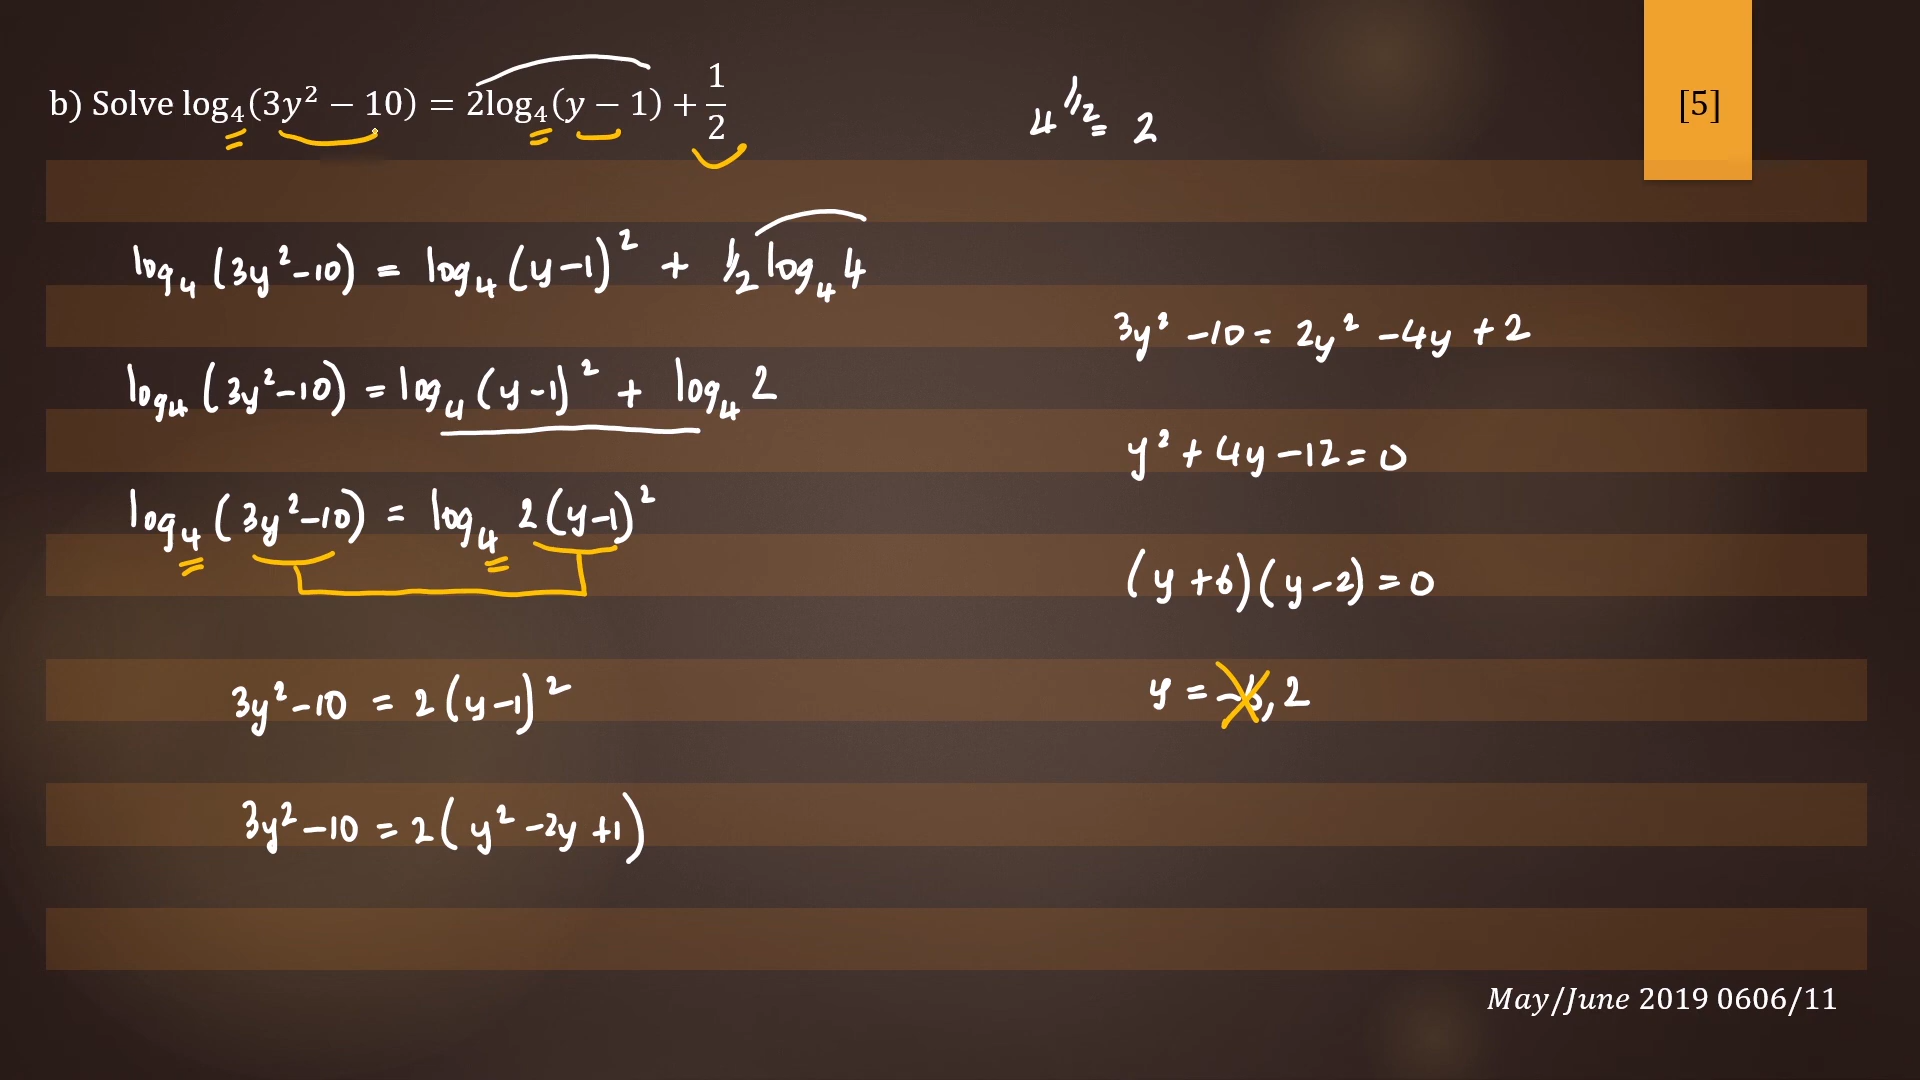 b) Solve log₄(3y² − 10) = 2log₄(y − 1) + 1/2
4^½ = 2
[5]
log₄ (3y² − 10) = log₄ (y − 1)² + ½ log₄ 4
log₄ (3y² − 10) = log₄ (y − 1)² + log₄ 2
log₄ (3y² − 10) = log₄ 2(y − 1)²
3y² − 10 = 2(y − 1)²
3y² − 10 = 2(y² − 2y + 1)
3y² − 10 = 2y² − 4y + 2
y² + 4y − 12 = 0
(y + 6)(y − 2) = 0
y = −6, 2
May/June 2019 0606/11